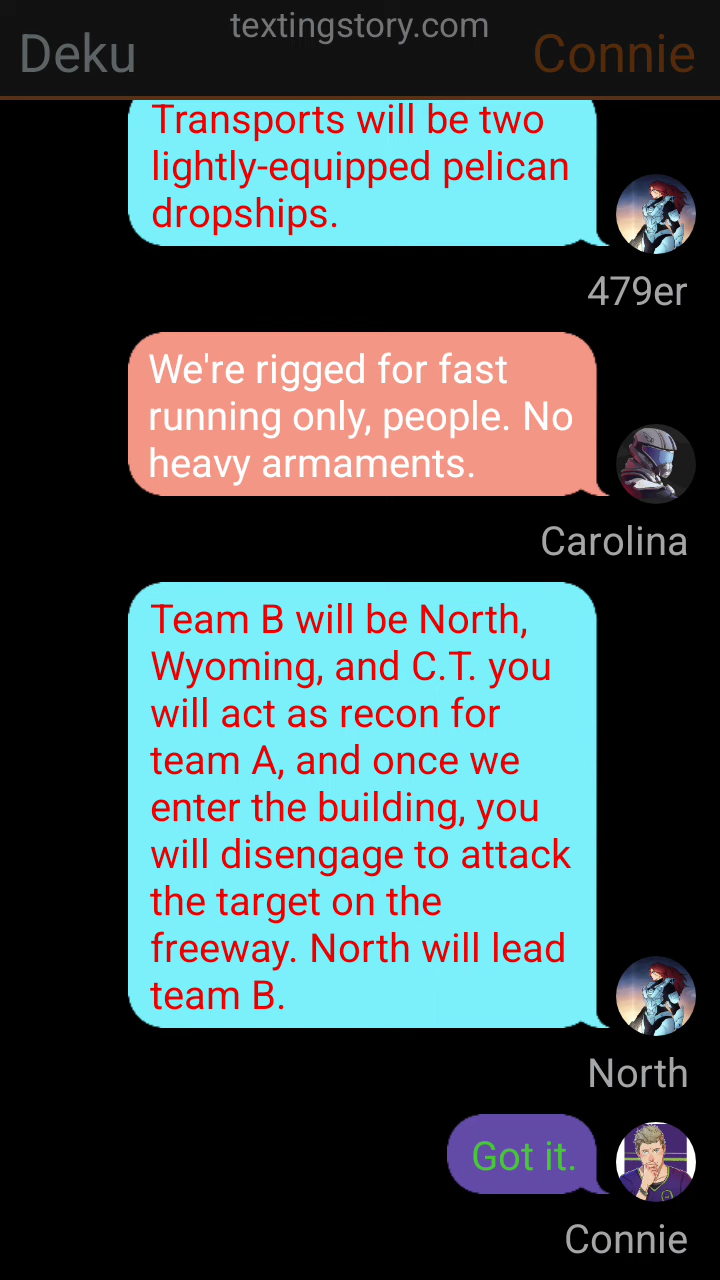 textingstory.com
Deku
Connie
Transports will be two
lightly-equipped pelican
dropships.
479er
We're rigged for fast
running only, people. No
heavy armaments.
Carolina
Team B will be North,
Wyoming, and C.T. you
will act as recon for
team A, and once we
enter the building, you
will disengage to attack
the target on the
freeway. North will lead
team B.
North
Got it.
Connie